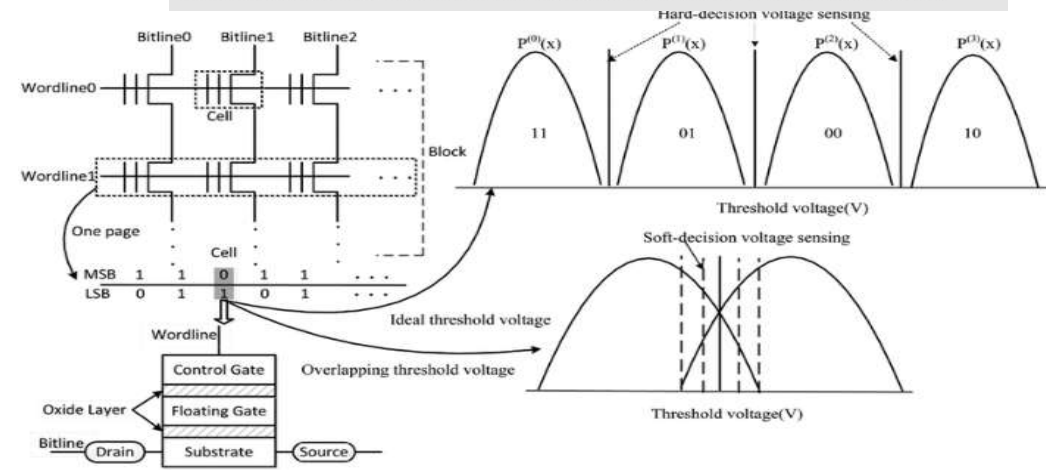 Hard-decision voltage sensing
Bitline0 Bitline1 Bitline2
P(0)(x) P(1)(x) P(2)(x) P(3)(x)
Wordline0
Cell
11 01 00 10
Block
Wordline1
Threshold voltage(V)
One page
Soft-decision voltage sensing
Cell
MSB 1 1 0 1 1 ...
LSB 0 1 1 0 1 ...
Ideal threshold voltage
Wordline
Control Gate
Overlapping threshold voltage
Oxide Layer
Floating Gate
Threshold voltage(V)
Bitline
Drain
Substrate
Source